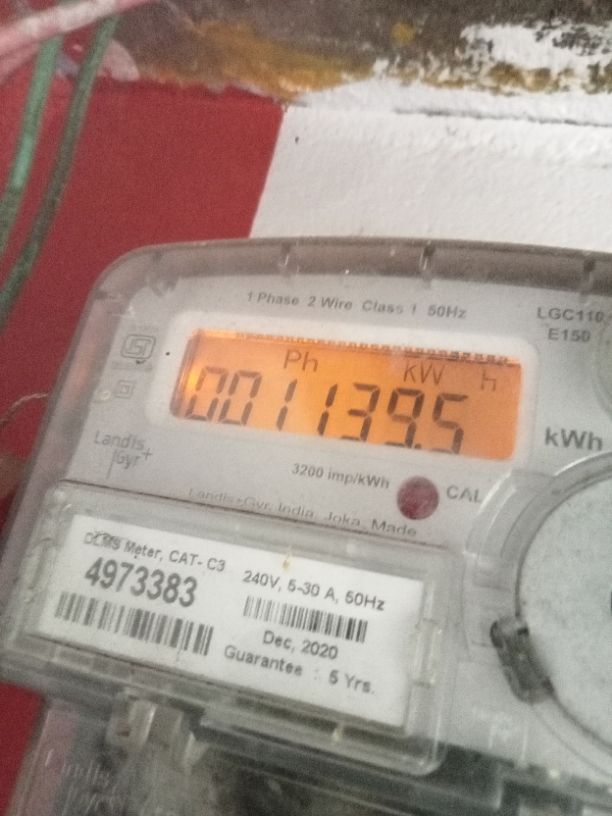 1 Phase 2 Wire Class 1 50Hz
LGC110
E150
Ph kW h
001139.5
kWh
Landis
Gyr+
3200 imp/kWh
CAL
Landis+Gyr, India, Joka, Made
DLMS Meter, CAT- C3
4973383
240V, 5-30 A, 50Hz
Dec, 2020
Guarantee : 5 Yrs.
Landis